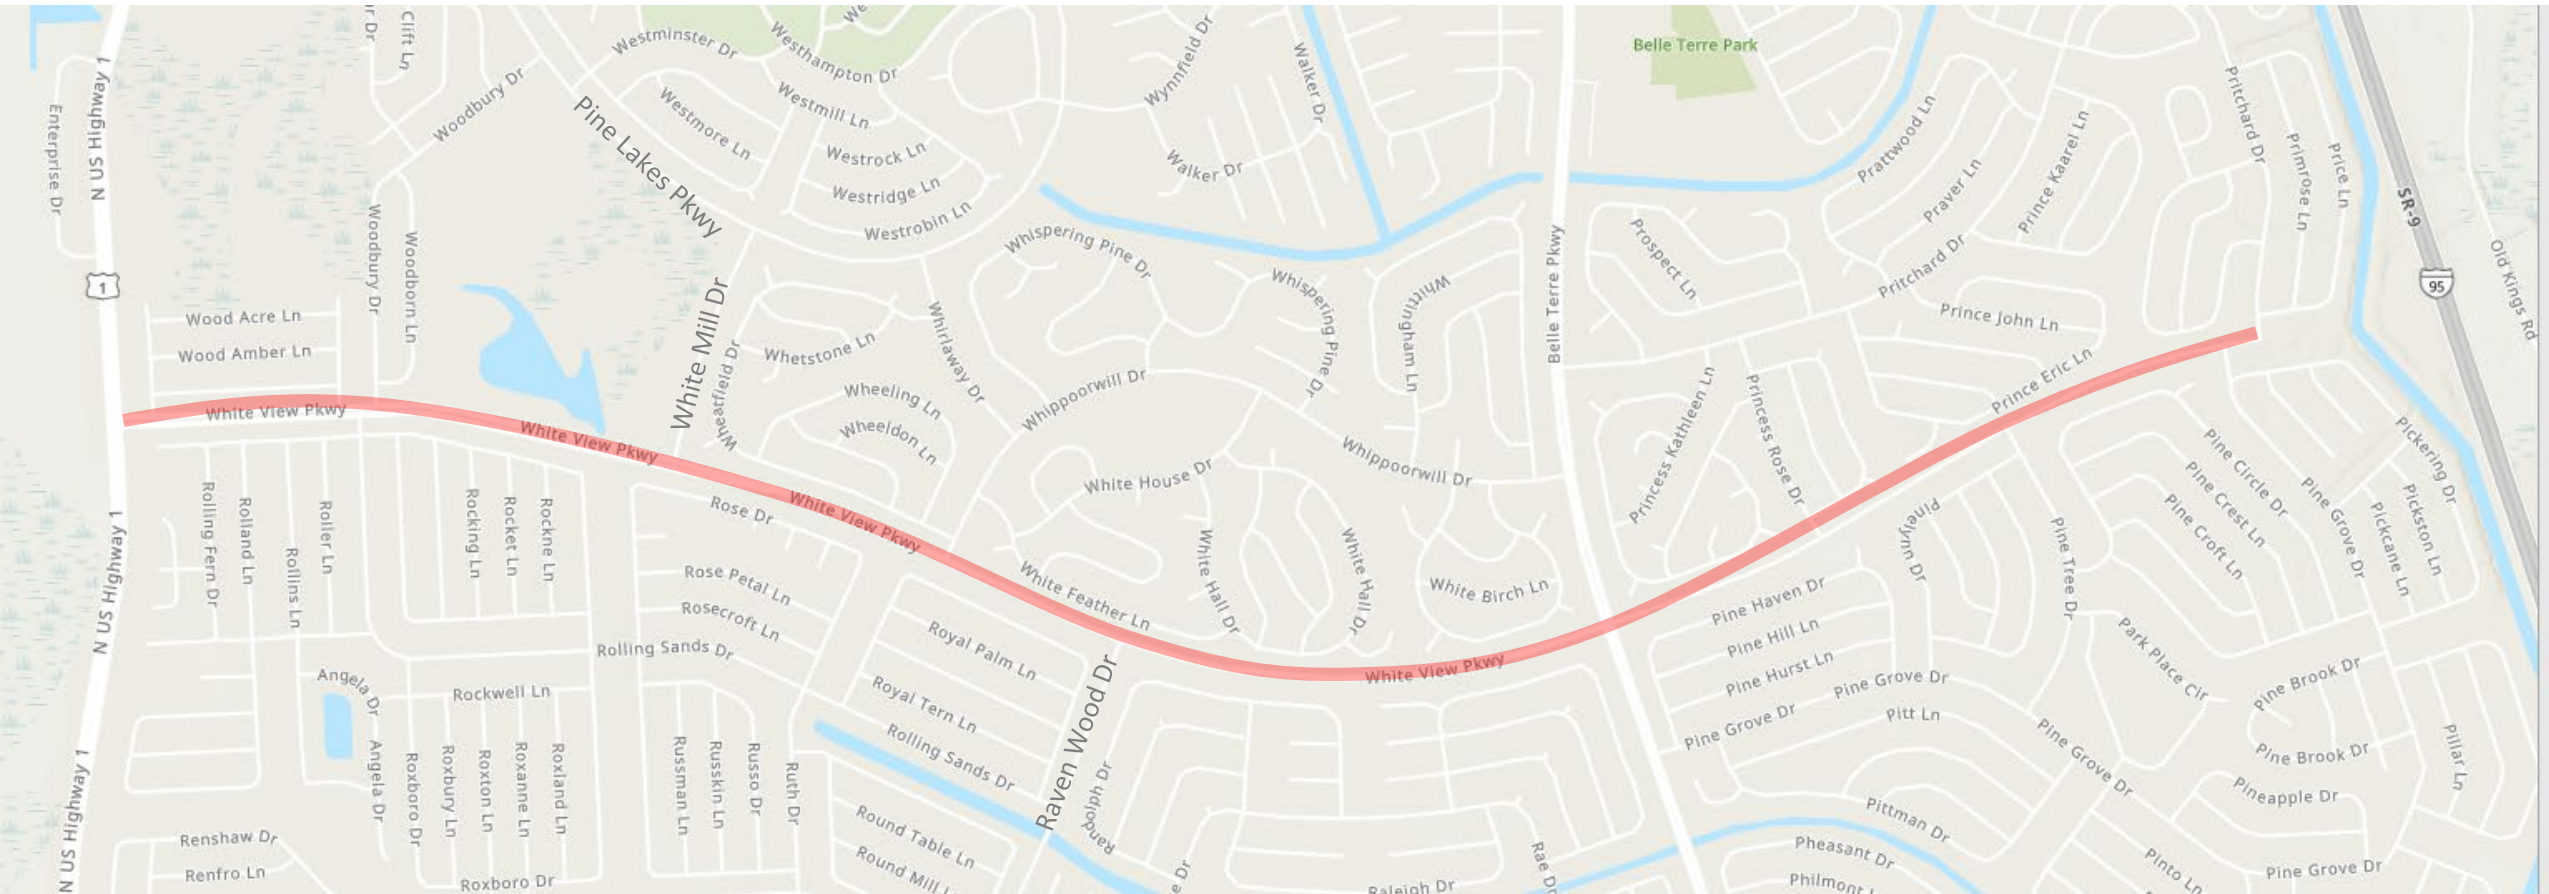 Clift Ln
Westminster Dr
Westhampton Dr
Wynnfield Dr
Walker Dr
Belle Terre Park
Enterprise Dr
N US Highway 1
Woodbury Dr
Pine Lakes Pkwy
Westmore Ln
Westmill Ln
Westrock Ln
Westridge Ln
Westrobin Ln
Walker Dr
Prattwood Ln
Praver Ln
Prince Kaarel Ln
Pritchard Dr
Primrose Ln
Price Ln
SR-9
95
Old Kings Rd
1
Woodbury Dr
Woodborn Ln
Wood Acre Ln
Wood Amber Ln
White Mill Dr
Wheatfield Dr
Whetstone Ln
Whirlaway Dr
Wheeling Ln
Wheeldon Ln
Whispering Pine Dr
Whispering Pine Dr
Whittingham Ln
Whippoorwill Dr
Whippoorwill Dr
Belle Terre Pkwy
Prospect Ln
Pritchard Dr
Prince John Ln
Prince Eric Ln
Princess Kathleen Ln
Princess Rose Dr
White View Pkwy
White View Pkwy
White View Pkwy
White View Pkwy
White House Dr
White Hall Dr
White Hall Dr
White Birch Ln
White Feather Ln
Rolling Fern Dr
Rolland Ln
Rollins Ln
Roller Ln
Rocking Ln
Rocket Ln
Rockne Ln
Rose Dr
Rose Petal Ln
Rosecroft Ln
Rolling Sands Dr
Royal Palm Ln
Royal Tern Ln
Rolling Sands Dr
Raven Wood Dr
Randolph Dr
N US Highway 1
Angela Dr
Angela Dr
Rockwell Ln
Roxboro Dr
Roxbury Ln
Roxton Ln
Roxanne Ln
Roxland Ln
Russman Ln
Russkin Ln
Russo Dr
Ruth Dr
N US Highway 1
Renshaw Dr
Renfro Ln
Roxboro Dr
Round Table Ln
Round Mill
Raleigh Dr
Rae Dr
Pinelynn Dr
Pine Tree Dr
Pine Circle Dr
Pine Crest Ln
Pine Croft Ln
Pine Grove Dr
Pickcane Ln
Pickston Ln
Pickering Dr
Pine Haven Dr
Pine Hill Ln
Pine Hurst Ln
Pine Grove Dr
Pine Grove Dr
Pitt Ln
Park Place Cir
Pine Brook Dr
Pine Brook Dr
Pine Grove Dr
Pineapple Dr
Pillar Ln
Pittman Dr
Pheasant Dr
Philmont
Pinto Ln
Pine Grove Dr